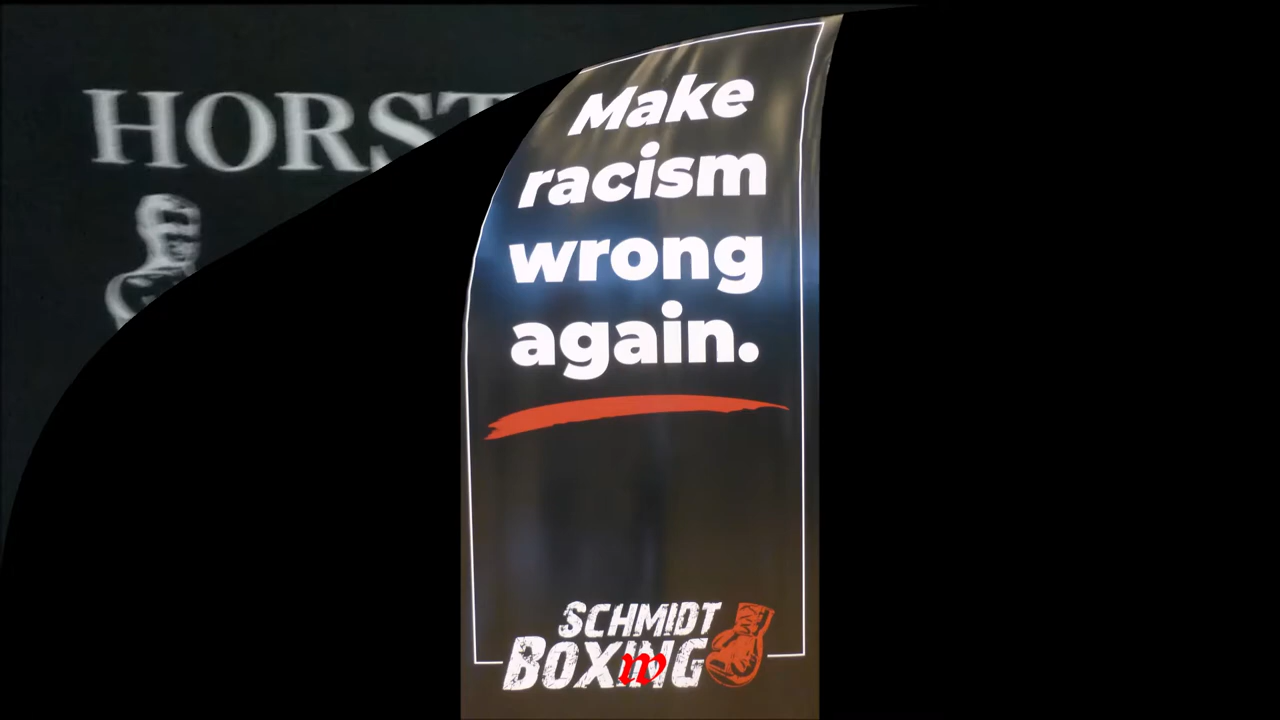 HORST
Make
racism
wrong
again.
SCHMIDT
BOXING
w